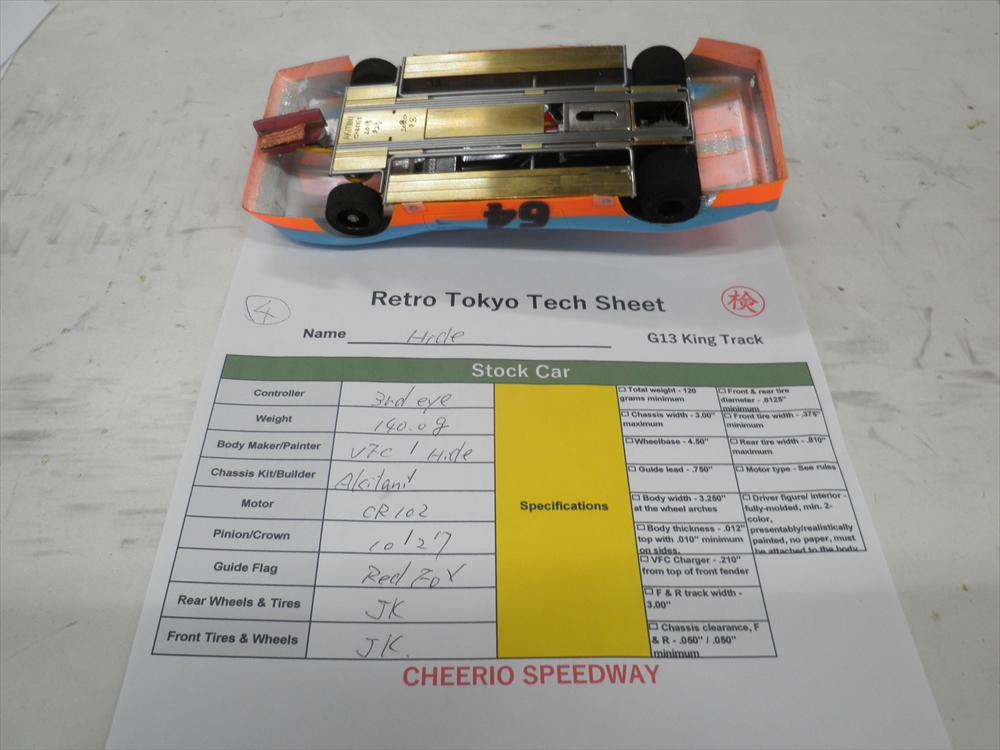 64
Retro Tokyo Tech Sheet
検
4
Name Hide
G13 King Track
Stock Car
Controller 3rd eye
Weight 140.0g
Body Maker/Painter VFC / Hide
Chassis Kit/Builder Akitani
Motor CR102
Pinion/Crown 10/27
Guide Flag Red Fox
Rear Wheels & Tires JK
Front Tires & Wheels JK.
Specifications
Total weight - 120
grams minimum
Chassis width - 3.00"
maximum
Wheelbase - 4.50"
Guide lead - .750"
Body width - 3.250"
at the wheel arches
Body thickness - .012"
top with .010" minimum
on sides.
VFC Charger - .210"
from top of front fender
F & R track width -
3.00"
Chassis clearance, F
& R - .050" / .050"
minimum
Front & rear tire
diameter - .8125"
minimum
Front tire width - .375"
minimum
Rear tire width - .810"
maximum
Motor type - See rules
Driver figure/ interior -
fully-molded, min. 2-
color,
presentably/realistically
painted, no paper, must
be attached to the body
CHEERIO SPEEDWAY